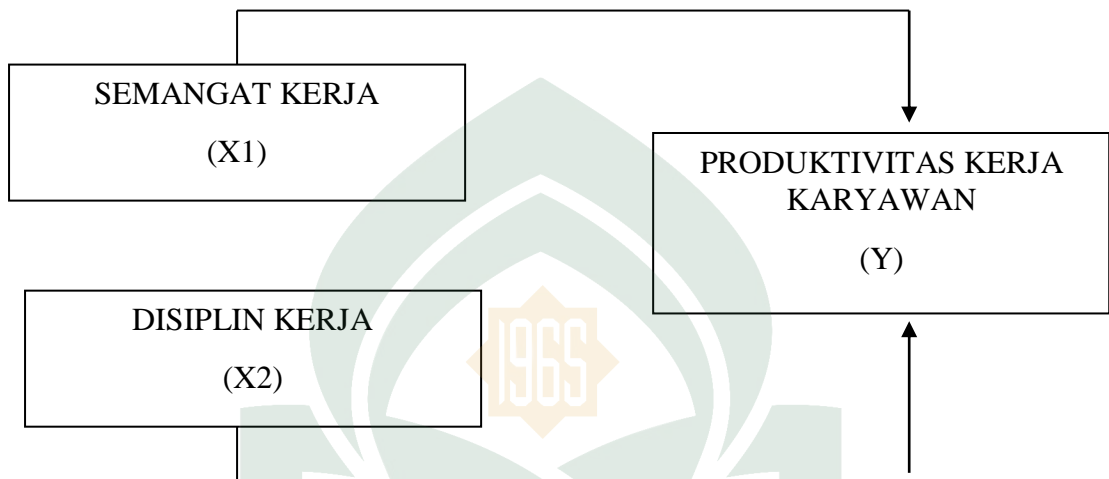 SEMANGAT KERJA
(X1)
PRODUKTIVITAS KERJA
KARYAWAN
(Y)
DISIPLIN KERJA
(X2)
1965